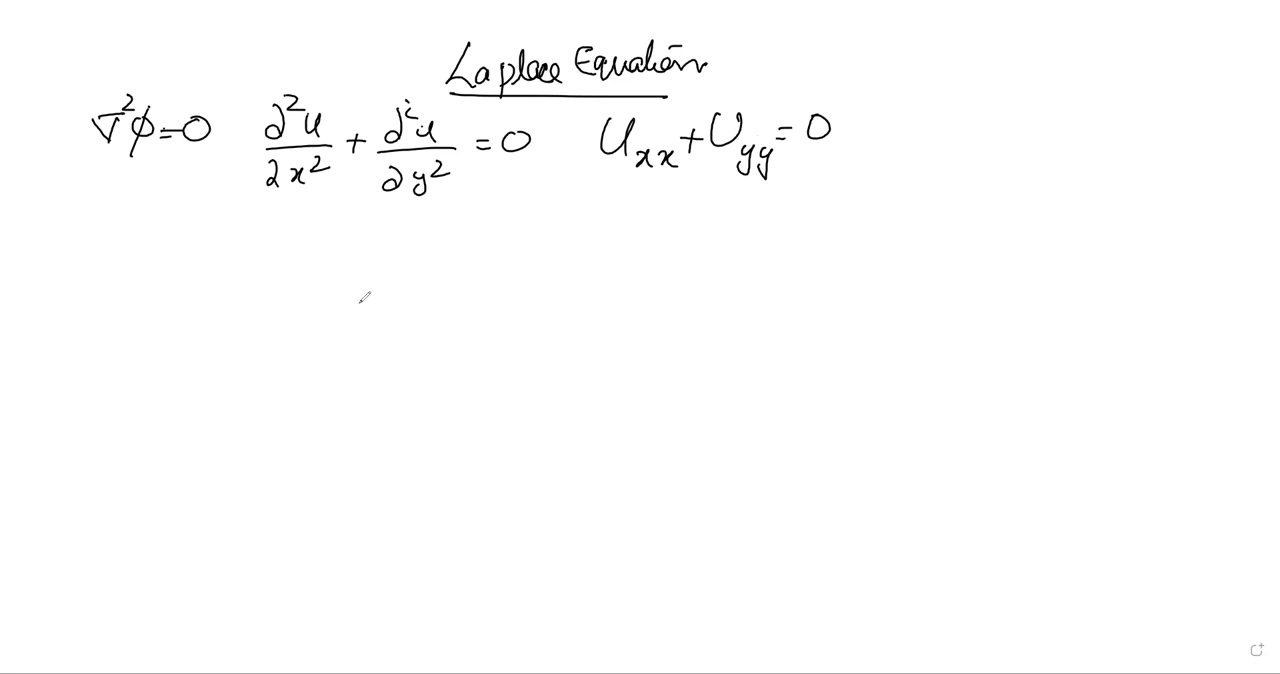 Laplace Equation
∇²φ=0 ∂²u/∂x² + ∂²u/∂y² = 0 Uxx+Uyy=0